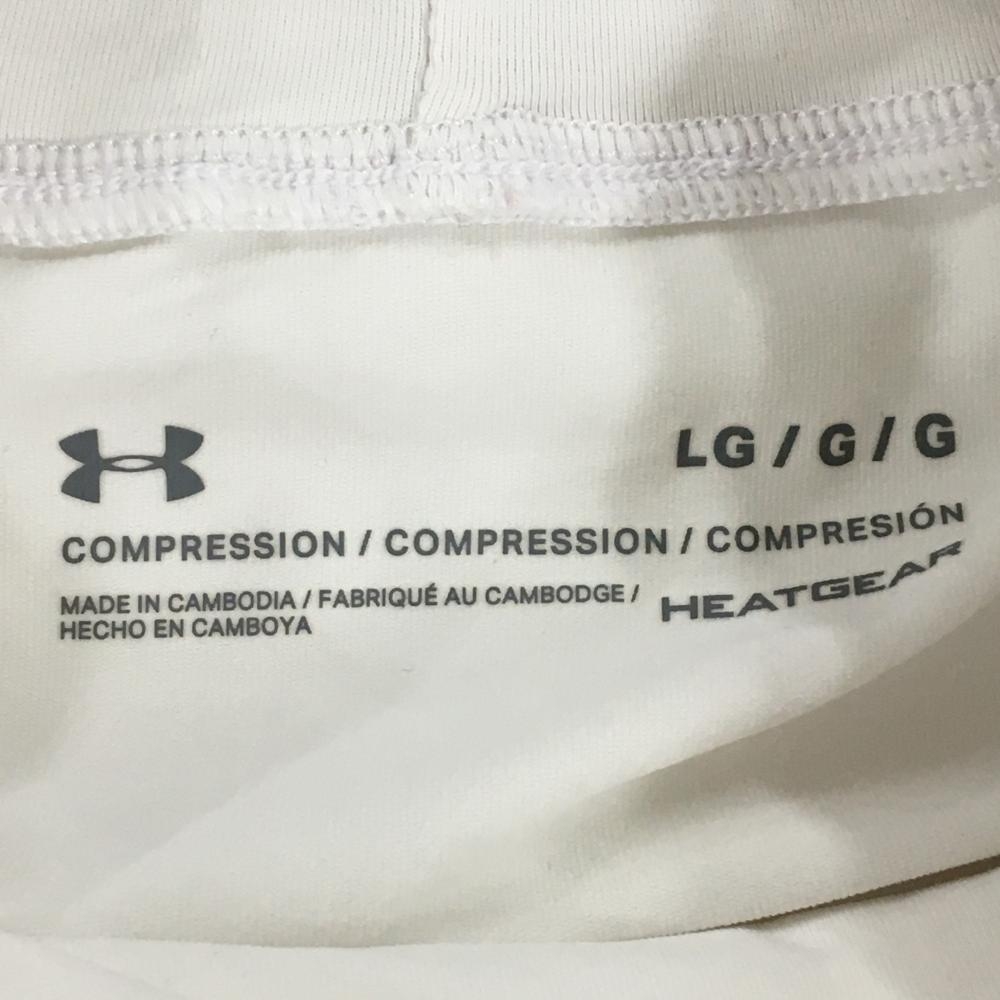 LG / G / G
COMPRESSION / COMPRESSION / COMPRESIÓN
MADE IN CAMBODIA / FABRIQUÉ AU CAMBODGE /
HECHO EN CAMBOYA
HEATGEAR